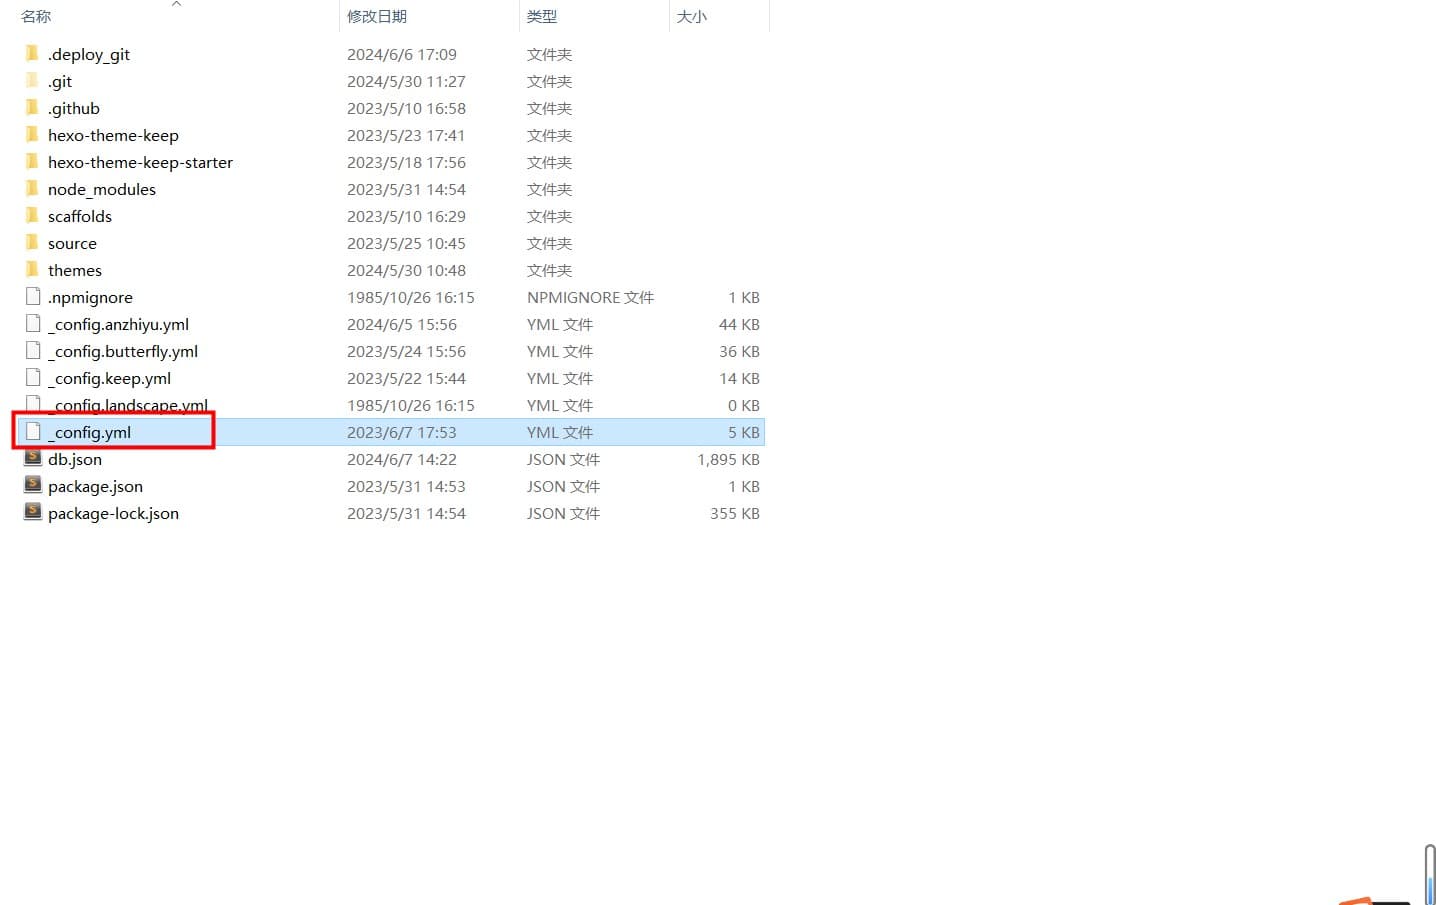 名称 修改日期 类型 大小
.deploy_git 2024/6/6 17:09 文件夹
.git 2024/5/30 11:27 文件夹
.github 2023/5/10 16:58 文件夹
hexo-theme-keep 2023/5/23 17:41 文件夹
hexo-theme-keep-starter 2023/5/18 17:56 文件夹
node_modules 2023/5/31 14:54 文件夹
scaffolds 2023/5/10 16:29 文件夹
source 2023/5/25 10:45 文件夹
themes 2024/5/30 10:48 文件夹
.npmignore 1985/10/26 16:15 NPMIGNORE 文件 1 KB
_config.anzhiyu.yml 2024/6/5 15:56 YML 文件 44 KB
_config.butterfly.yml 2023/5/24 15:56 YML 文件 36 KB
_config.keep.yml 2023/5/22 15:44 YML 文件 14 KB
_config.landscape.yml 1985/10/26 16:15 YML 文件 0 KB
_config.yml 2023/6/7 17:53 YML 文件 5 KB
db.json 2024/6/7 14:22 JSON 文件 1,895 KB
package.json 2023/5/31 14:53 JSON 文件 1 KB
package-lock.json 2023/5/31 14:54 JSON 文件 355 KB